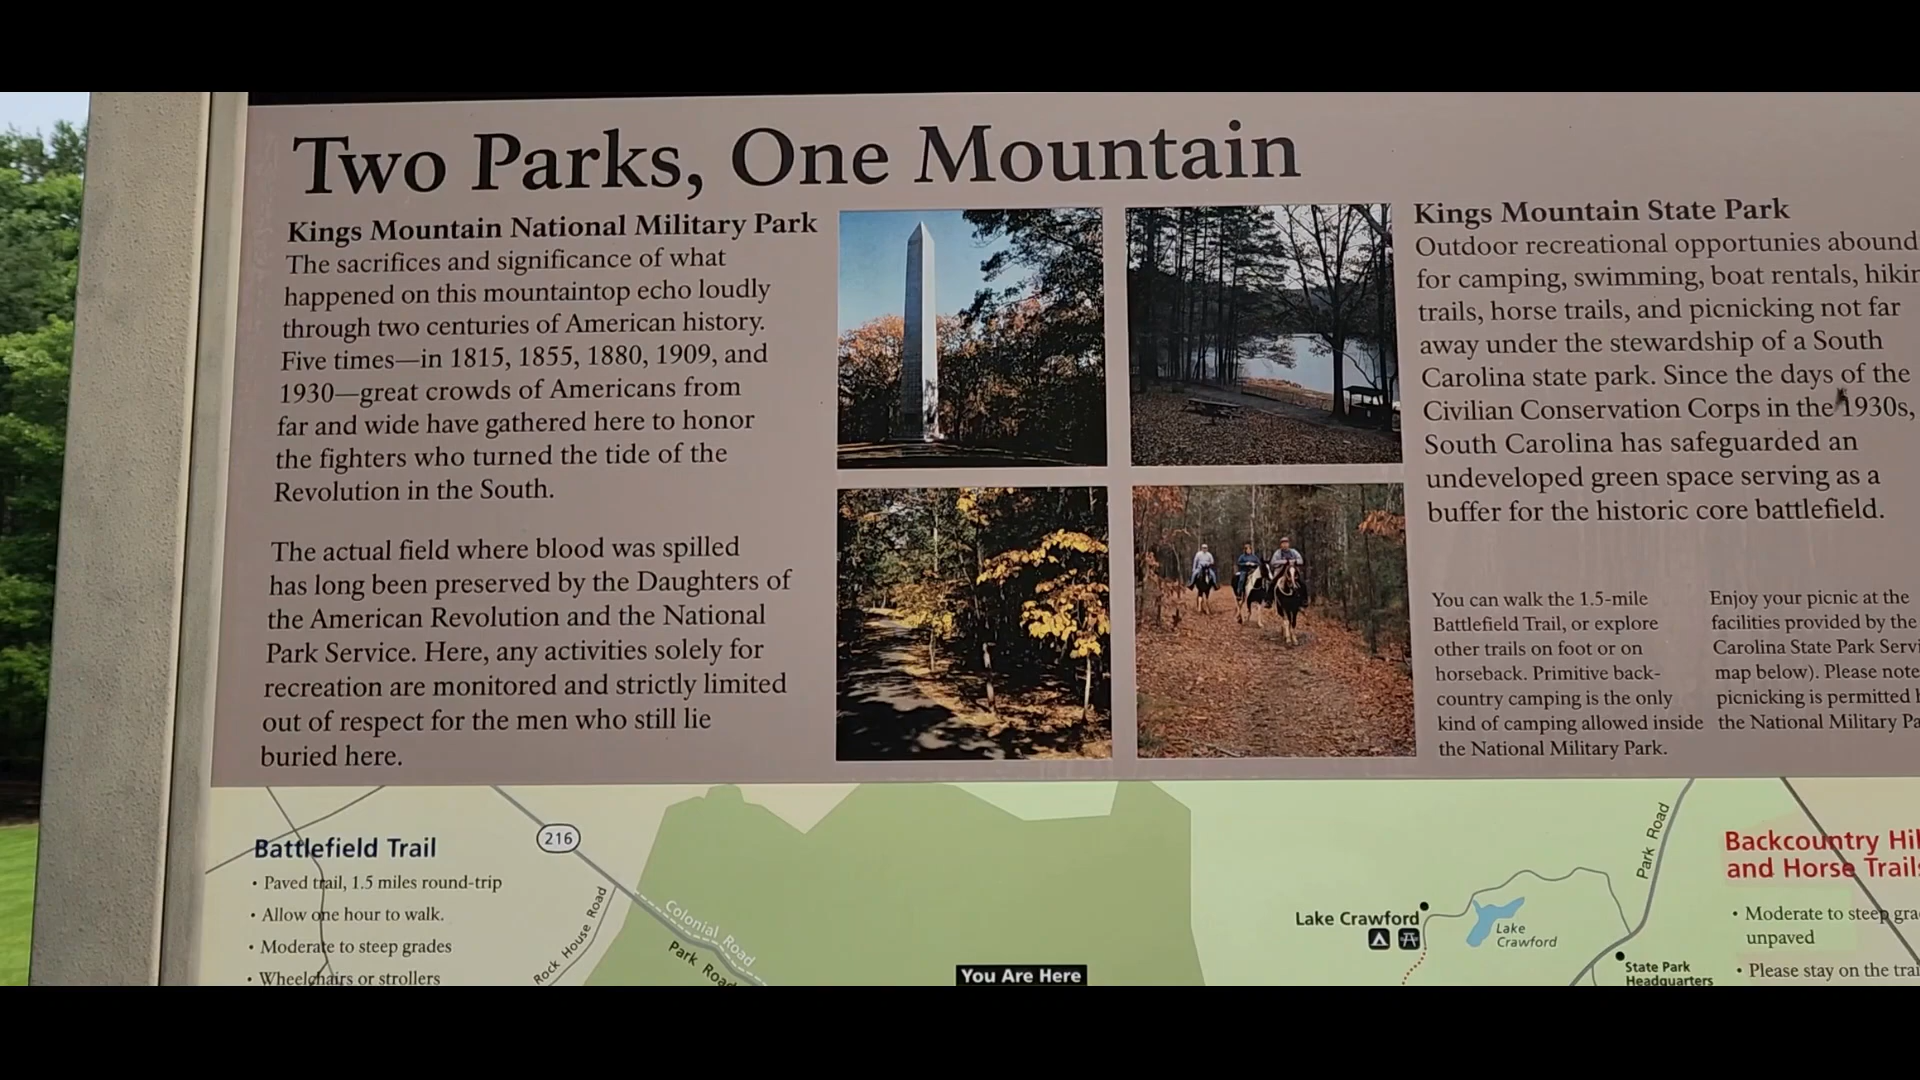 Two Parks, One Mountain
Kings Mountain National Military Park
The sacrifices and significance of what
happened on this mountaintop echo loudly
through two centuries of American history.
Five times—in 1815, 1855, 1880, 1909, and
1930—great crowds of Americans from
far and wide have gathered here to honor
the fighters who turned the tide of the
Revolution in the South.
The actual field where blood was spilled
has long been preserved by the Daughters of
the American Revolution and the National
Park Service. Here, any activities solely for
recreation are monitored and strictly limited
out of respect for the men who still lie
buried here.
Kings Mountain State Park
Outdoor recreational opportunies abound
for camping, swimming, boat rentals,
trails, horse trails, and picnicking not far
away under the stewardship of a South
Carolina state park. Since the days of the
Civilian Conservation Corps in the 1930s,
South Carolina has safeguarded an
undeveloped green space serving as a
buffer for the historic core battlefield.
You can walk the 1.5-mile
Battlefield Trail, or explore
other trails on foot or on
horseback. Primitive back-
country camping is the only
kind of camping allowed inside
the National Military Park.
Enjoy your picnic at the
facilities provided by the
Carolina State Park
map below). Please note
picnicking is permitted
the National Military
Battlefield Trail
• Paved trail, 1.5 miles round-trip
• Allow one hour to walk.
• Moderate to steep grades
• Wheelchairs or strollers
216
Rock House Road
Colonial Road
Park Road
You Are Here
Lake Crawford
Lake
Crawford
Park Road
State Park
Headquarters
Backcountry
and Horse Trails
• Moderate to steep
unpaved
• Please stay on the